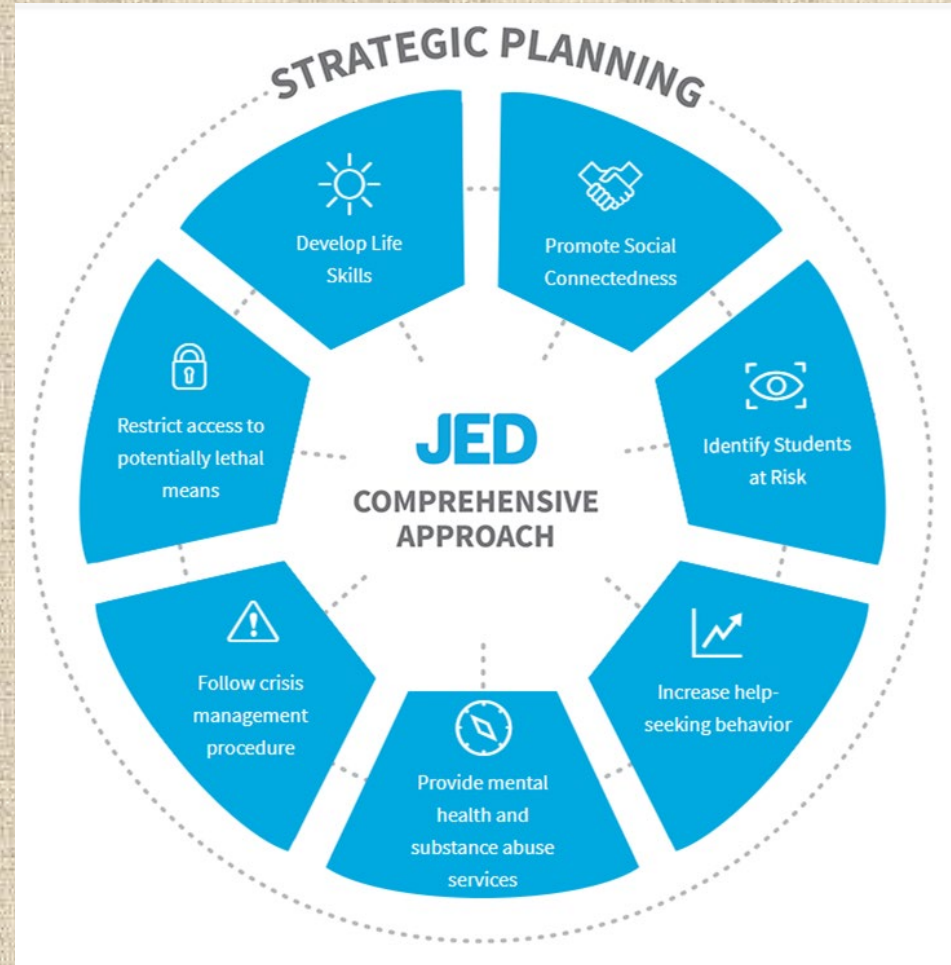 STRATEGIC PLANNING
Develop Life
Skills
Promote Social
Connectedness
Identify Students
at Risk
Increase help-
seeking behavior
Provide mental
health and
substance abuse
services
Follow crisis
management
procedure
Restrict access to
potentially lethal
means
JED
COMPREHENSIVE
APPROACH